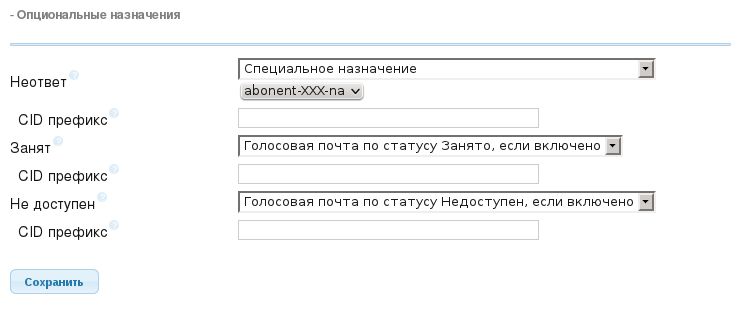 - Опциональные назначения
Неответ ?
Специальное назначение
abonent-XXX-na
CID префикс ?
Занят ?
Голосовая почта по статусу Занято, если включено
CID префикс ?
Не доступен ?
Голосовая почта по статусу Недоступен, если включено
CID префикс ?
Сохранить